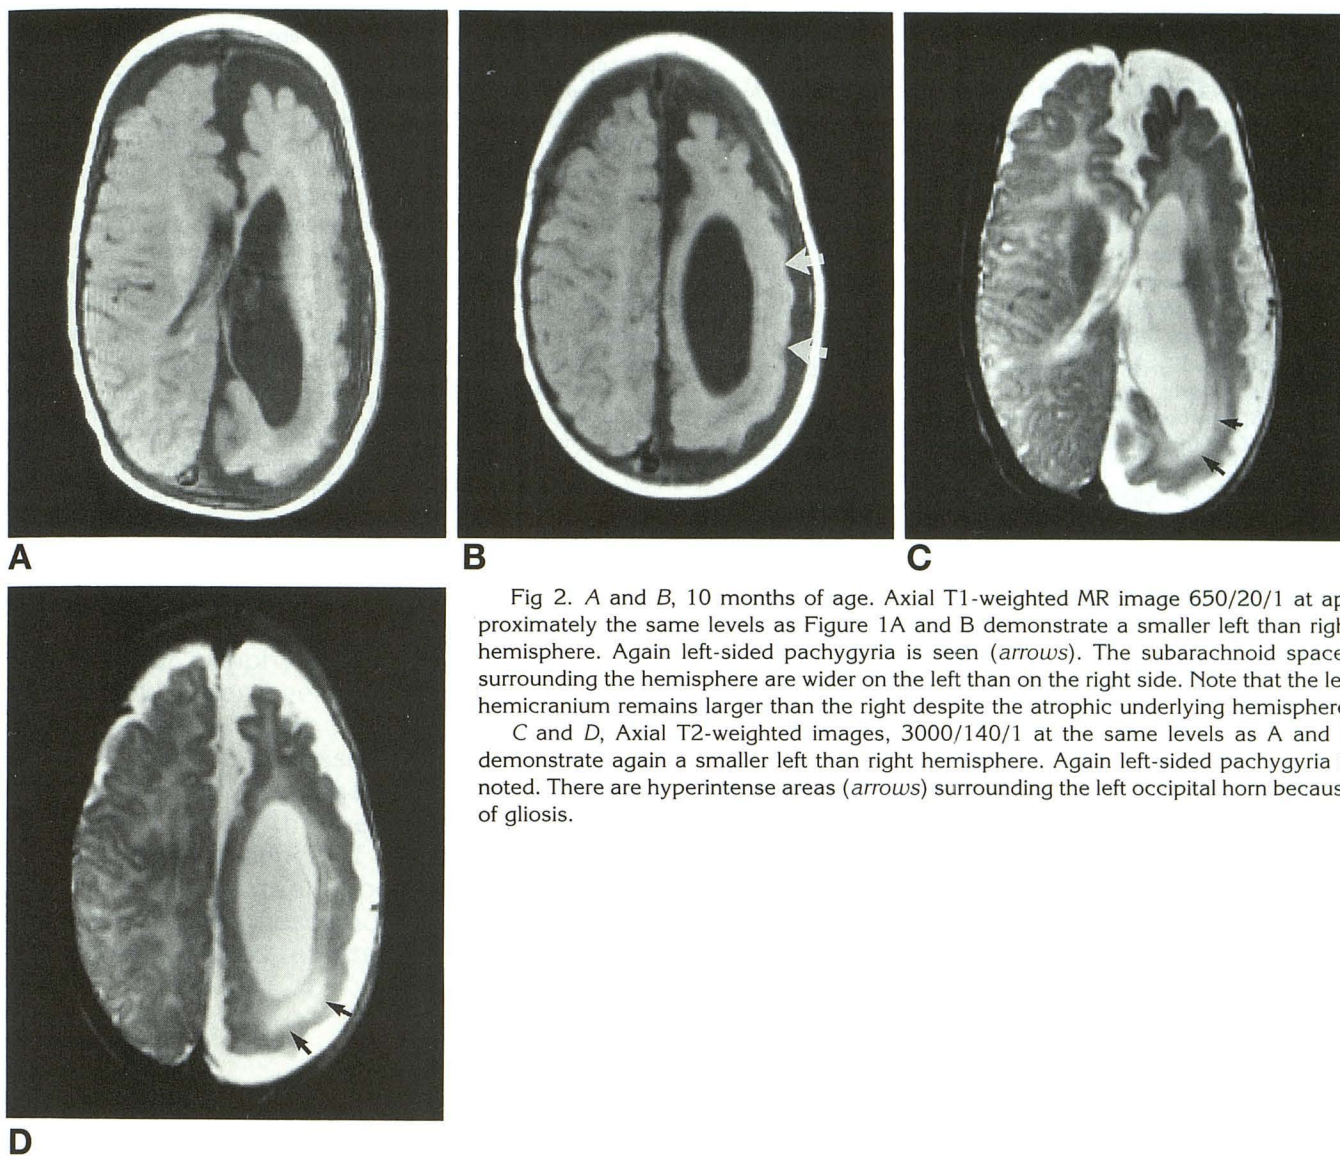 A
B
C
Fig 2. A and B, 10 months of age. Axial T1-weighted MR image 650/20/1 at ap
proximately the same levels as Figure 1A and B demonstrate a smaller left than righ
hemisphere. Again left-sided pachygyria is seen (arrows). The subarachnoid space
surrounding the hemisphere are wider on the left than on the right side. Note that the le
hemicranium remains larger than the right despite the atrophic underlying hemisphere
C and D, Axial T2-weighted images, 3000/140/1 at the same levels as A and
demonstrate again a smaller left than right hemisphere. Again left-sided pachygyria
noted. There are hyperintense areas (arrows) surrounding the left occipital horn becaus
of gliosis.
D